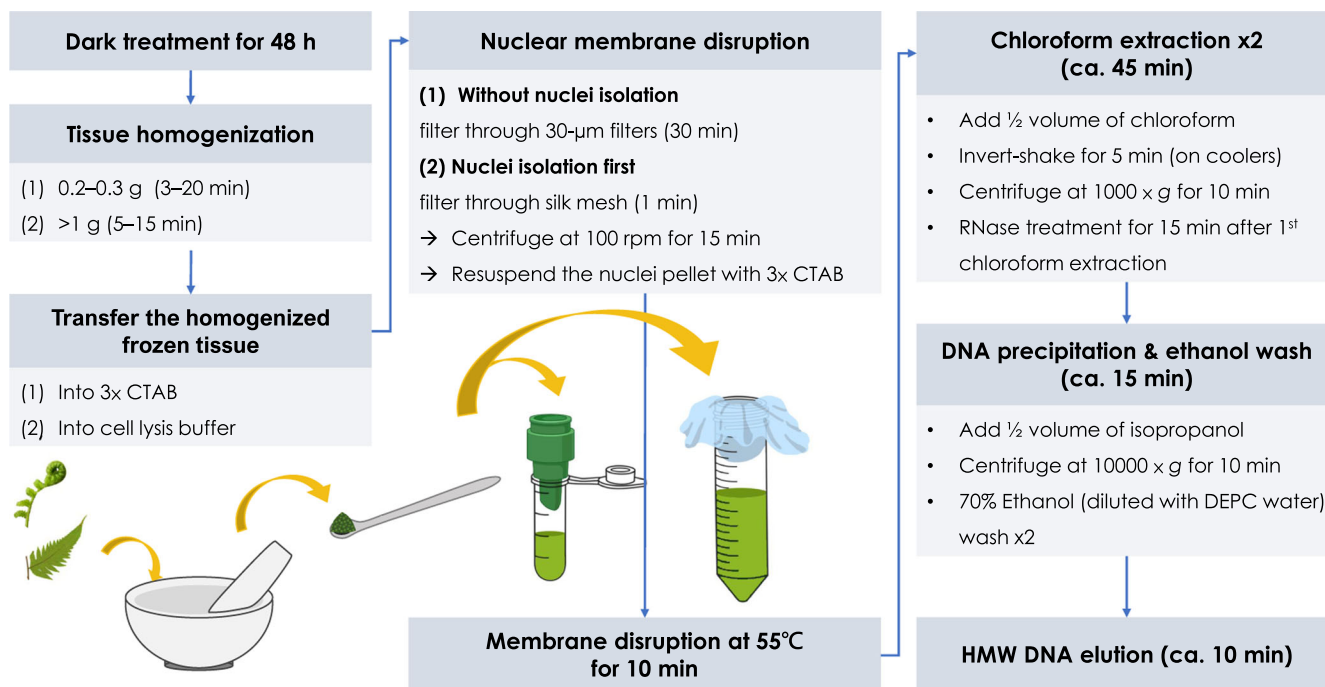 Dark treatment for 48 h
Tissue homogenization
(1) 0.2–0.3 g (3–20 min)
(2) >1 g (5–15 min)
Transfer the homogenized
frozen tissue
(1) Into 3x CTAB
(2) Into cell lysis buffer
Nuclear membrane disruption
(1) Without nuclei isolation
filter through 30-µm filters (30 min)
(2) Nuclei isolation first
filter through silk mesh (1 min)
→ Centrifuge at 100 rpm for 15 min
→ Resuspend the nuclei pellet with 3x CTAB
Membrane disruption at 55℃
for 10 min
Chloroform extraction x2
(ca. 45 min)
• Add ½ volume of chloroform
• Invert-shake for 5 min (on coolers)
• Centrifuge at 1000 x g for 10 min
• RNase treatment for 15 min after 1st
chloroform extraction
DNA precipitation & ethanol wash
(ca. 15 min)
• Add ½ volume of isopropanol
• Centrifuge at 10000 x g for 10 min
• 70% Ethanol (diluted with DEPC water)
wash x2
HMW DNA elution (ca. 10 min)